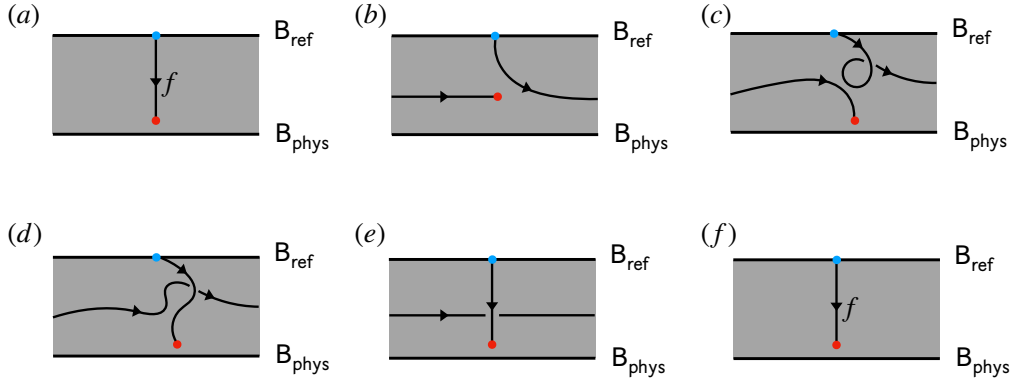 (a)
B_ref
f
B_phys
(b)
B_ref
B_phys
(c)
B_ref
B_phys
(d)
B_ref
B_phys
(e)
B_ref
B_phys
(f)
B_ref
f
B_phys